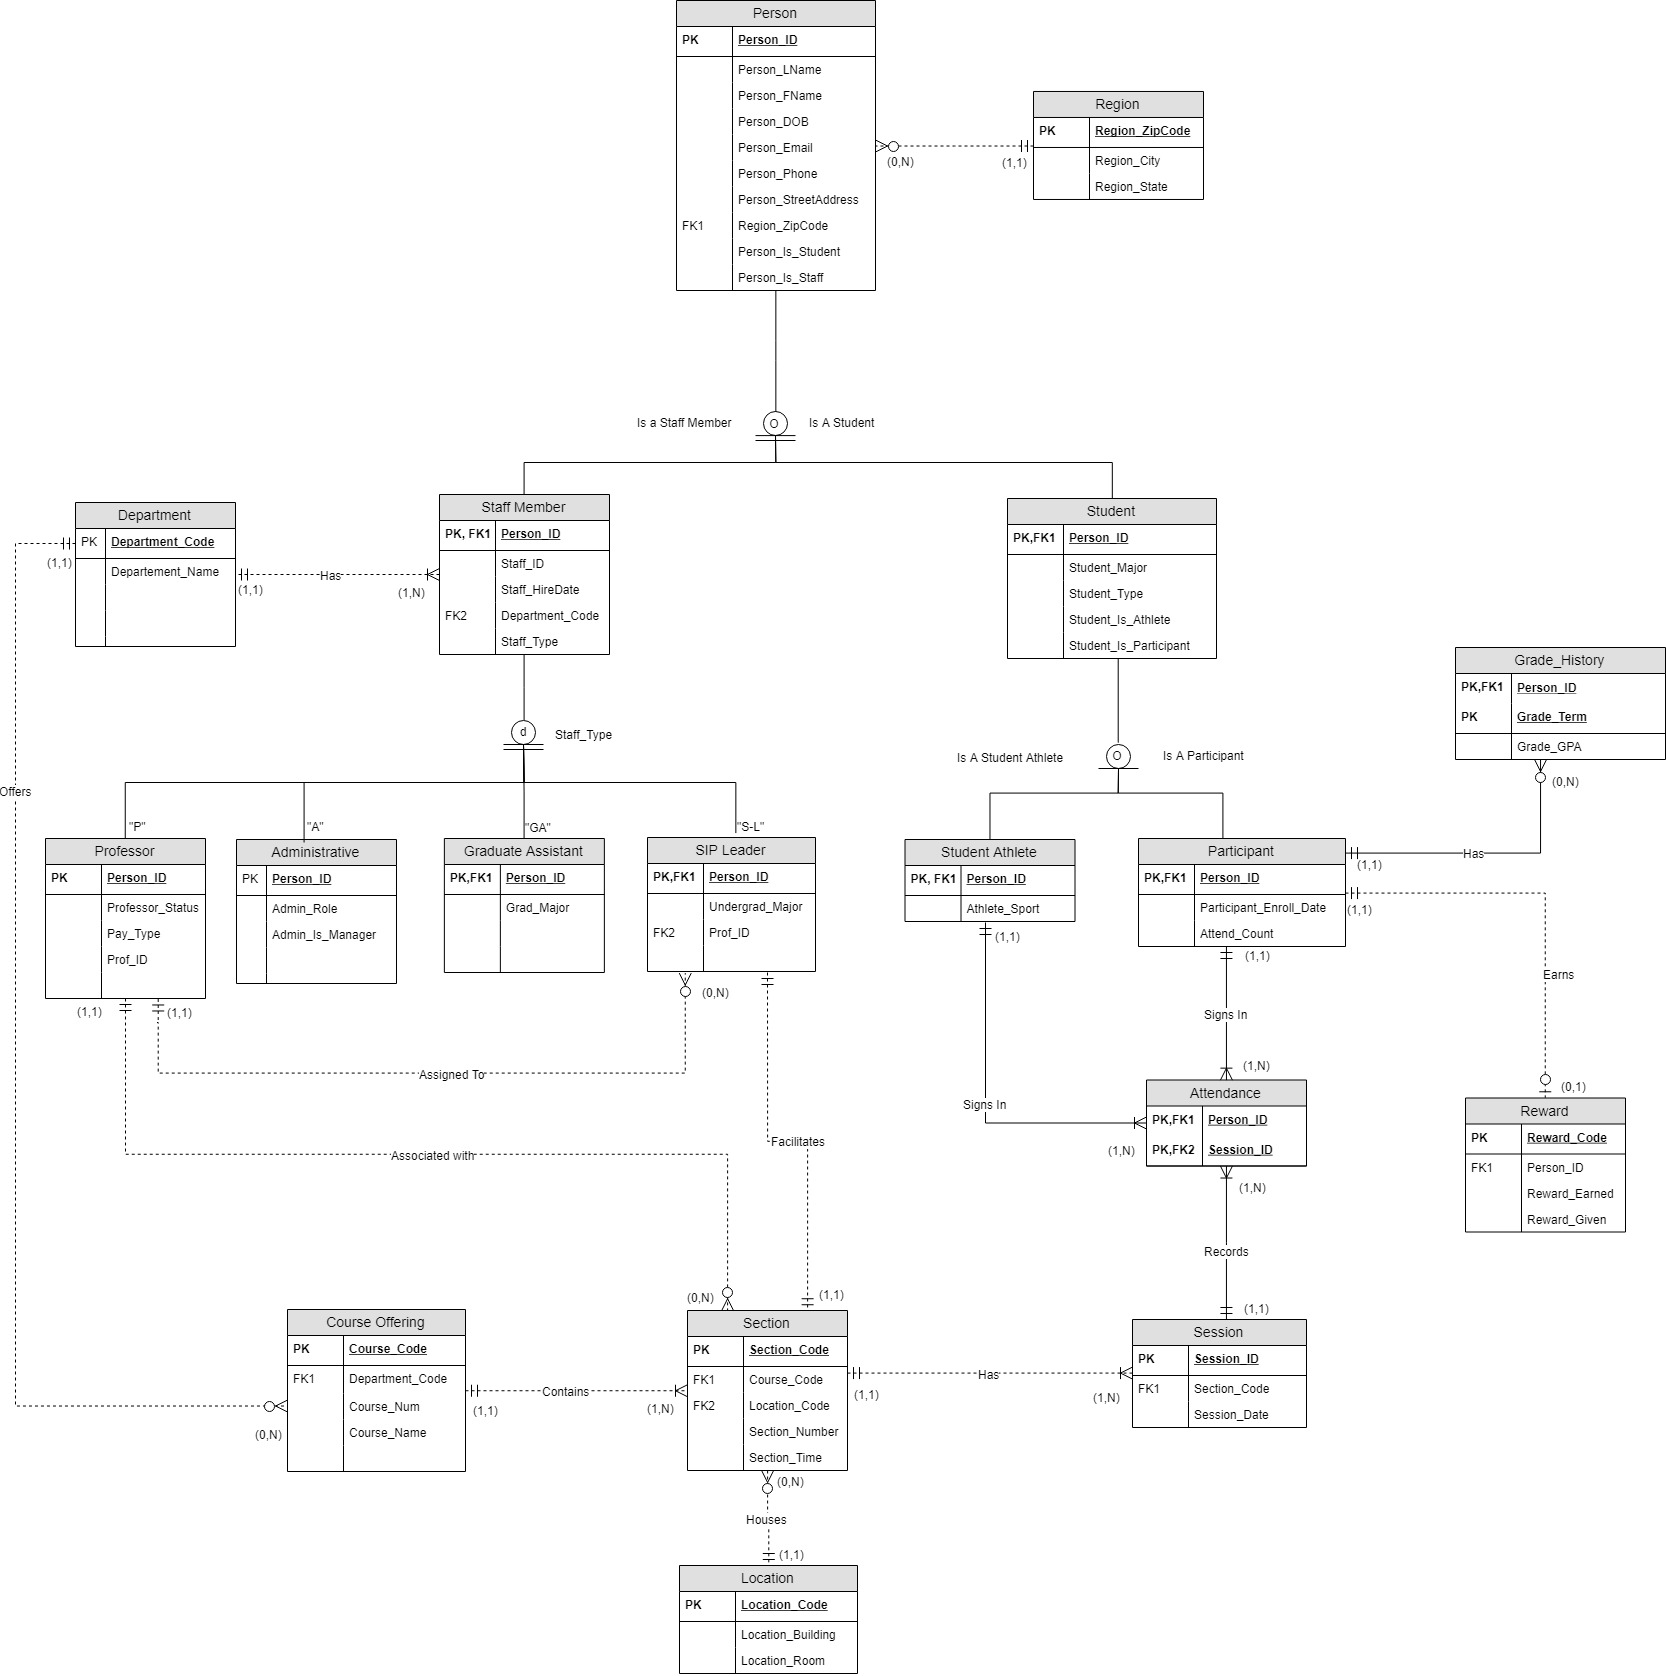 Person
PK Person_ID
Person_LName
Person_FName
Person_DOB
Person_Email
Person_Phone
Person_StreetAddress
FK1 Region_ZipCode
Person_Is_Student
Person_Is_Staff
(0,N)
(1,1)
Region
PK Region_ZipCode
Region_City
Region_State
Is a Staff Member
O
Is A Student
Department
PK Department_Code
Departement_Name
(1,1)
(1,1)
Has
(1,N)
Staff Member
PK, FK1 Person_ID
Staff_ID
Staff_HireDate
FK2 Department_Code
Staff_Type
Student
PK,FK1 Person_ID
Student_Major
Student_Type
Student_Is_Athlete
Student_Is_Participant
Grade_History
PK,FK1 Person_ID
PK Grade_Term
Grade_GPA
(0,N)
Has
(1,1)
d
Staff_Type
Is A Student Athlete
O
Is A Participant
Offers
"P"
"A"
"GA"
"S-L"
Professor
PK Person_ID
Professor_Status
Pay_Type
Prof_ID
Administrative
PK Person_ID
Admin_Role
Admin_Is_Manager
Graduate Assistant
PK,FK1 Person_ID
Grad_Major
SIP Leader
PK,FK1 Person_ID
Undergrad_Major
FK2 Prof_ID
Student Athlete
PK, FK1 Person_ID
Athlete_Sport
Participant
PK,FK1 Person_ID
Participant_Enroll_Date
Attend_Count
(1,1)
(1,1)
(1,1)
(0,N)
(1,1)
(1,1)
Earns
Signs In
Assigned To
(1,N)
(0,1)
Signs In
Attendance
PK,FK1 Person_ID
PK,FK2 Session_ID
(1,N)
(1,N)
Reward
PK Reward_Code
FK1 Person_ID
Reward_Earned
Reward_Given
Facilitates
Associated with
Records
(0,N)
(1,1)
(1,1)
Course Offering
PK Course_Code
FK1 Department_Code
Course_Num
Course_Name
(0,N)
(1,1)
Contains
(1,N)
Section
PK Section_Code
FK1 Course_Code
FK2 Location_Code
Section_Number
Section_Time
(1,1)
Has
(1,N)
Session
PK Session_ID
FK1 Section_Code
Session_Date
(0,N)
Houses
(1,1)
Location
PK Location_Code
Location_Building
Location_Room